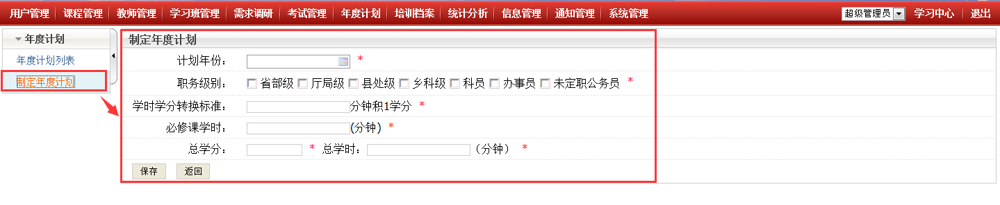 用户管理 课程管理 教师管理 学习班管理 需求调研 考试管理 年度计划 培训档案 统计分析 信息管理 通知管理 系统管理 超级管理员 学习中心 退出
年度计划
年度计划列表
制定年度计划
制定年度计划
计划年份： *
职务级别： 省部级 厅局级 县处级 乡科级 科员 办事员 未定职公务员 *
学时学分转换标准： 分钟积1学分 *
必修课学时： (分钟) *
总学分： * 总学时： （分钟） *
保存 返回